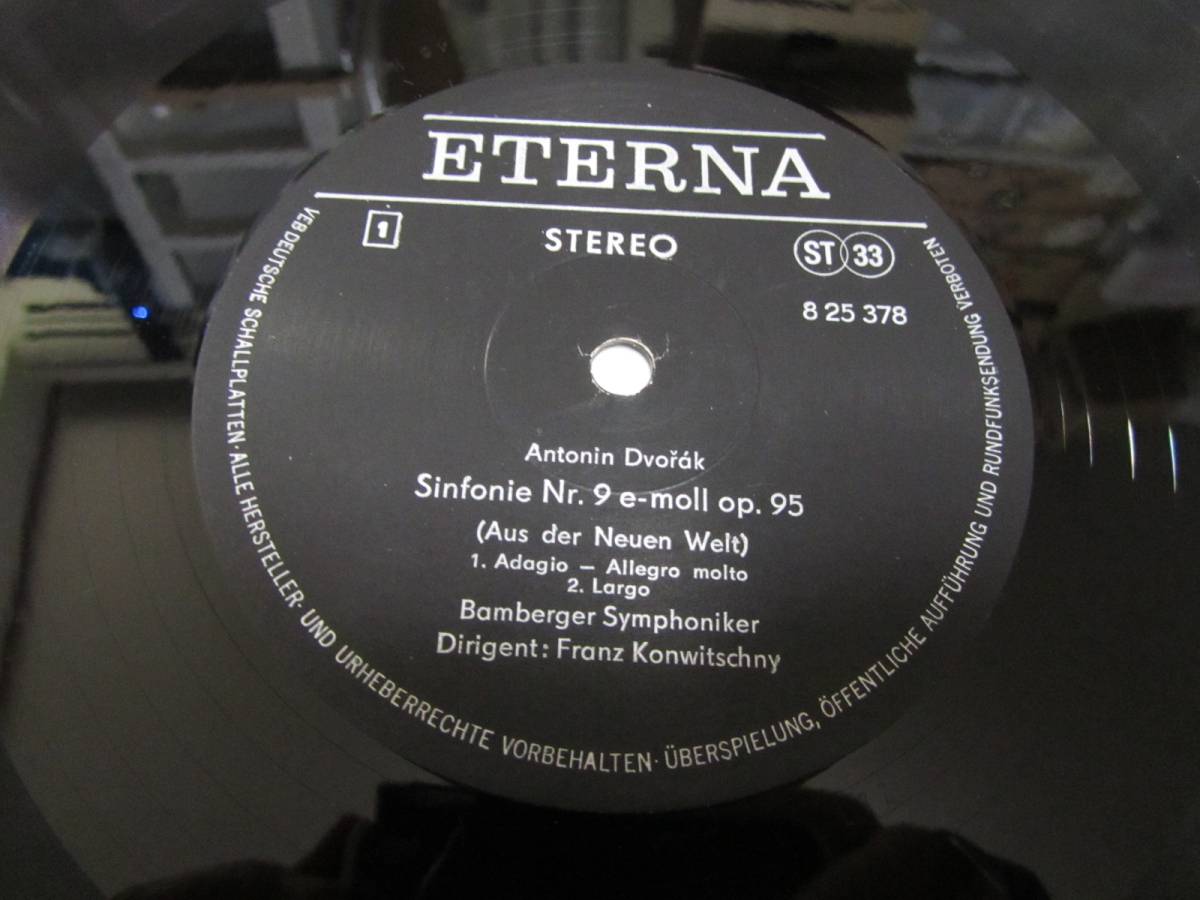 ETERNA
1
STEREO
ST 33
8 25 378
Antonin Dvořák
Sinfonie Nr. 9 e-moll op. 95
(Aus der Neuen Welt)
1. Adagio – Allegro molto
2. Largo
Bamberger Symphoniker
Dirigent: Franz Konwitschny
VEB DEUTSCHE SCHALLPLATTEN · ALLE HERSTELLER- UND URHEBERRECHTE VORBEHALTEN · ÜBERSPIELUNG, ÖFFENTLICHE AUFFÜHRUNG UND RUNDFUNKSENDUNG VERBOTEN